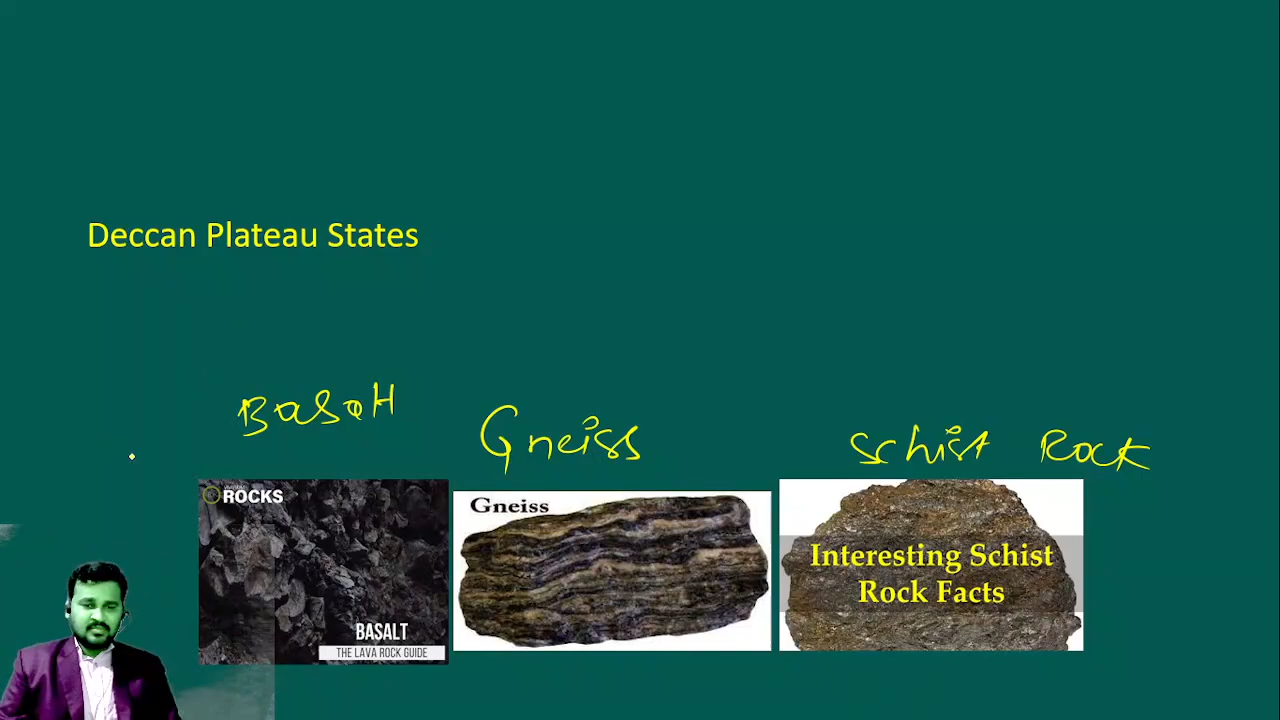 Deccan Plateau States
Basalt
Gneiss
Schist Rock
ROCKS
Gneiss
Interesting Schist
Rock Facts
BASALT
THE LAVA ROCK GUIDE